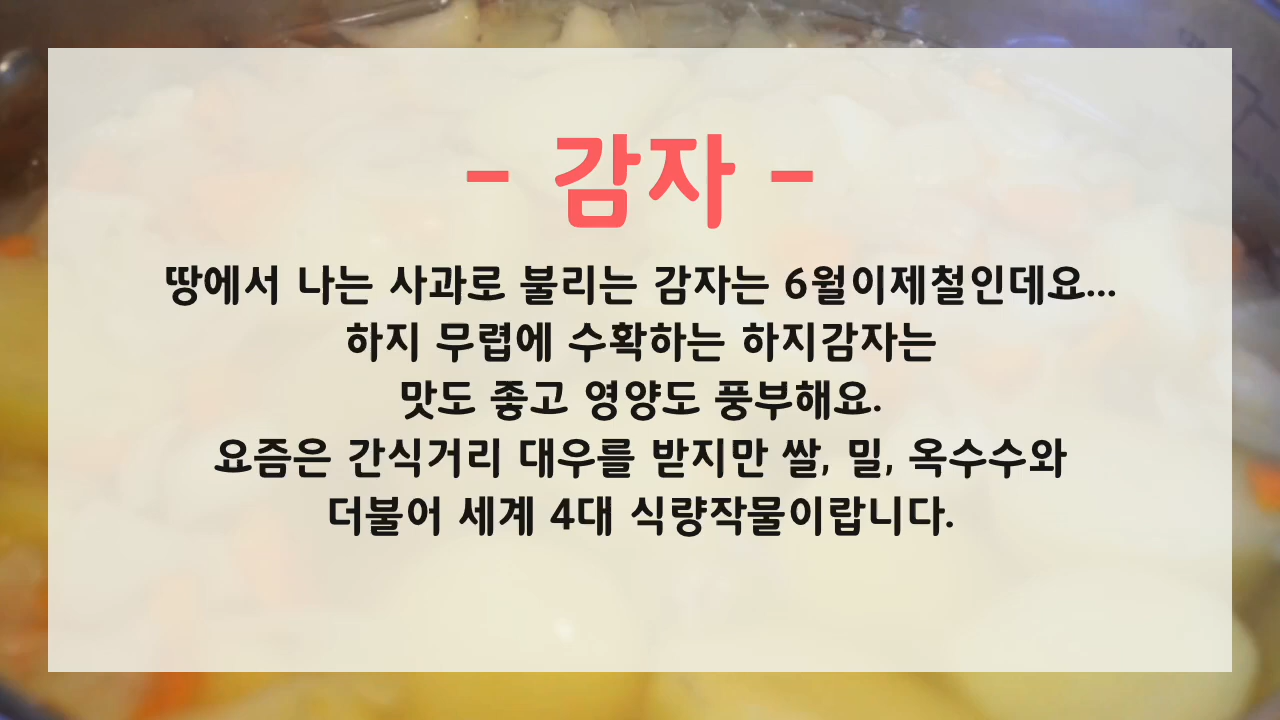 - 감자 -
땅에서 나는 사과로 불리는 감자는 6월이제철인데요...
하지 무렵에 수확하는 하지감자는
맛도 좋고 영양도 풍부해요.
요즘은 간식거리 대우를 받지만 쌀, 밀, 옥수수와
더불어 세계 4대 식량작물이랍니다.